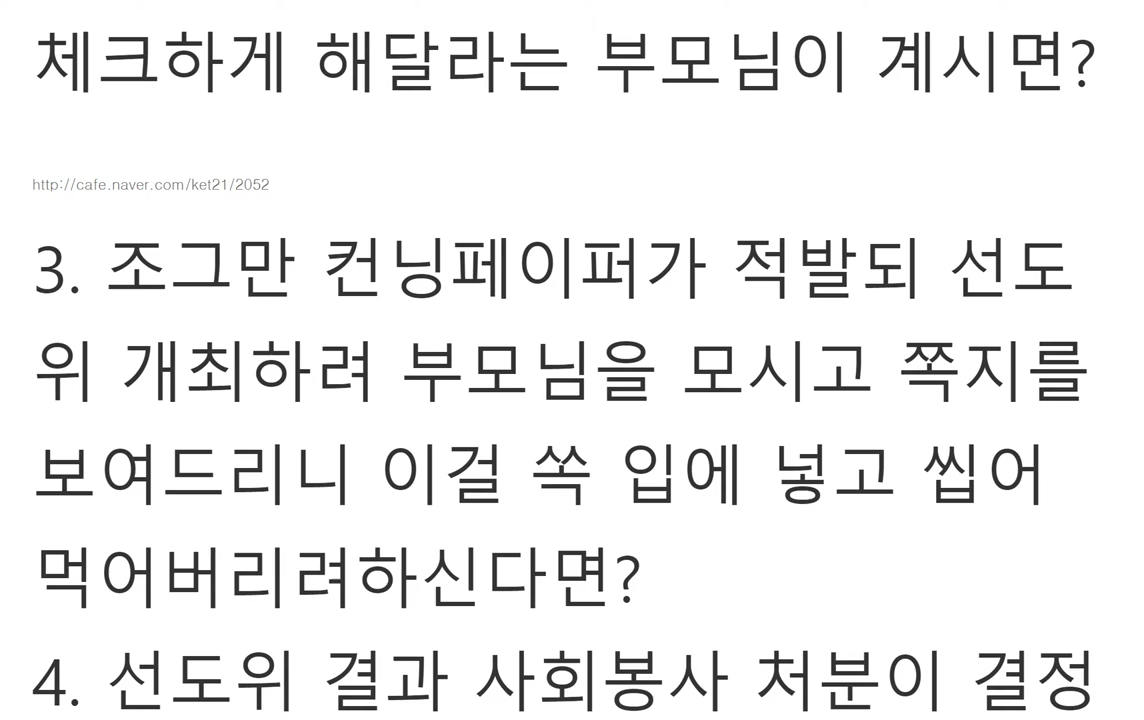 체크하게 해달라는 부모님이 계시면?
http://cafe.naver.com/ket21/2052
3. 조그만 컨닝페이퍼가 적발되 선도
위 개최하려 부모님을 모시고 쪽지를
보여드리니 이걸 쏙 입에 넣고 씹어
먹어버리려하신다면?
4. 선도위 결과 사회봉사 처분이 결정